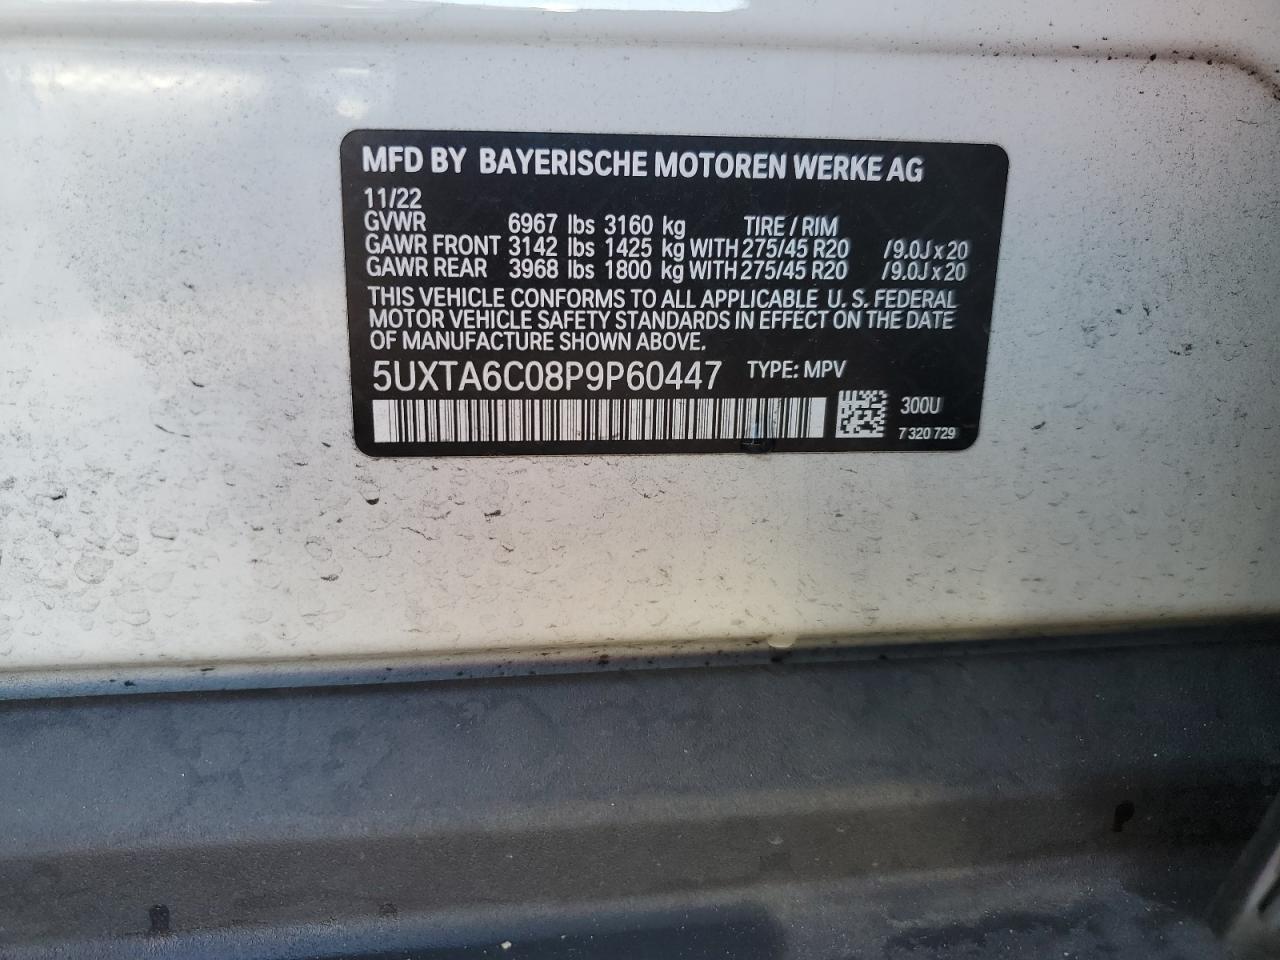 MFD BY BAYERISCHE MOTOREN WERKE AG
11/22
GVWR 6967 lbs 3160 kg TIRE / RIM
GAWR FRONT 3142 lbs 1425 kg WITH 275/45 R20 /9.0J x 20
GAWR REAR 3968 lbs 1800 kg WITH 275/45 R20 /9.0J x 20
THIS VEHICLE CONFORMS TO ALL APPLICABLE U. S. FEDERAL
MOTOR VEHICLE SAFETY STANDARDS IN EFFECT ON THE DATE
OF MANUFACTURE SHOWN ABOVE.
5UXTA6C08P9P60447 TYPE: MPV
300U
7 320 729